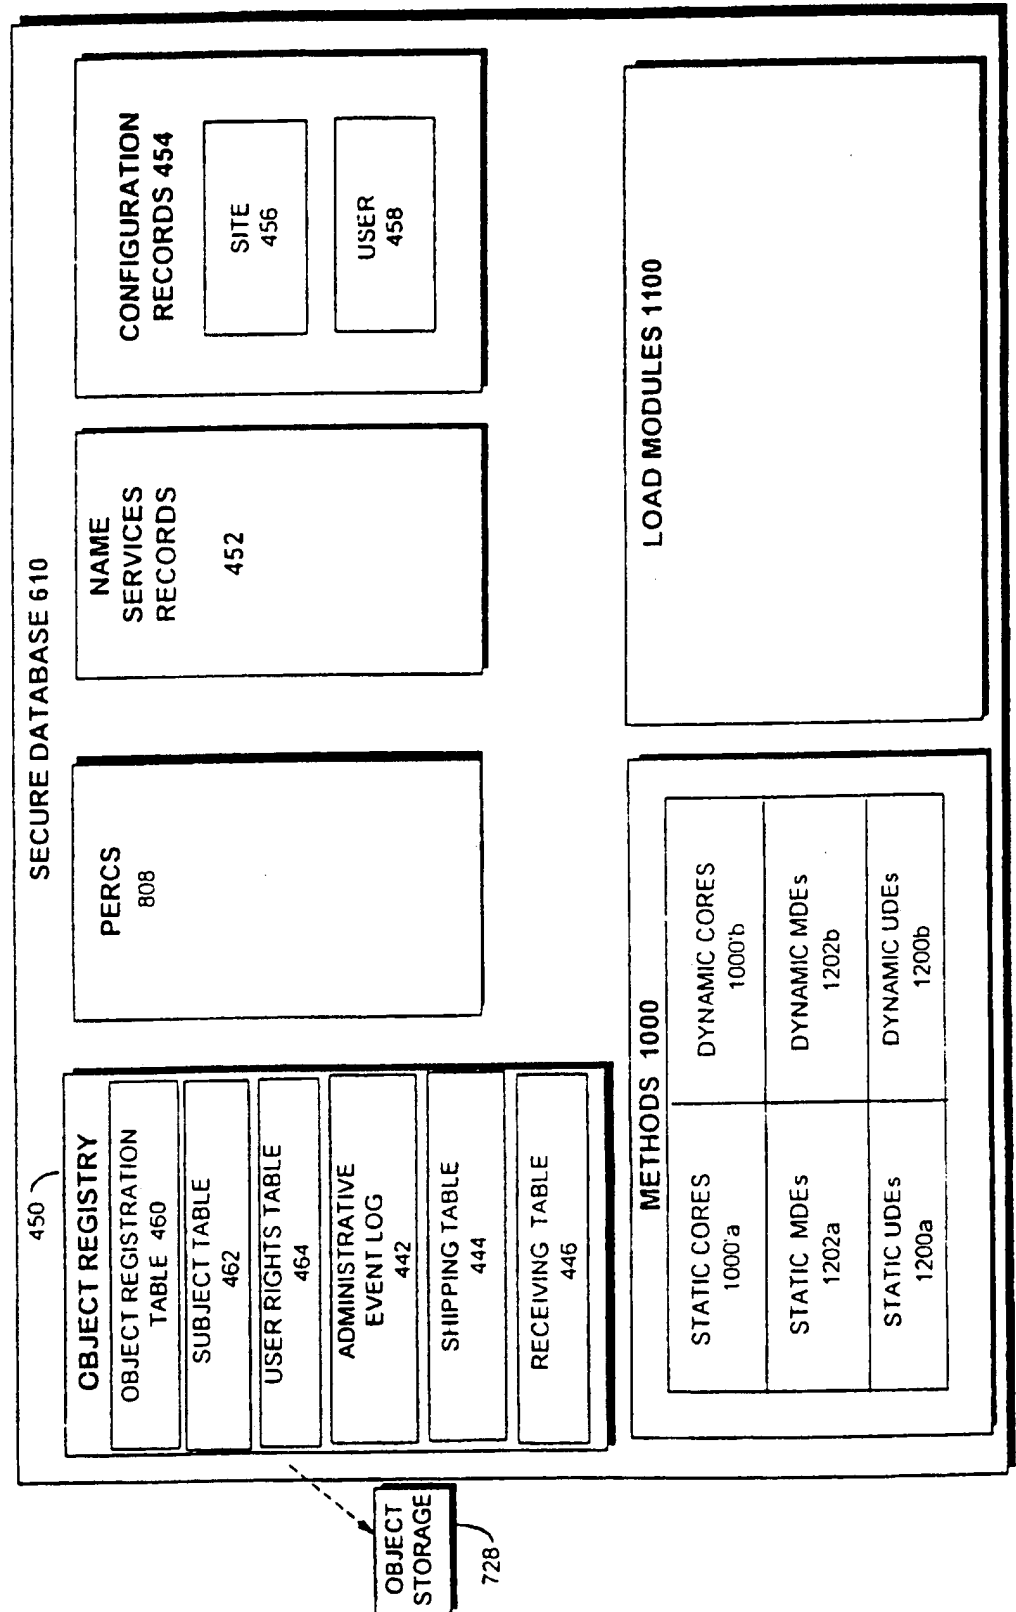 SECURE DATABASE 610
450
CBJECT REGISTRY
OBJECT REGISTRATION
TABLE 460
SUBJECT TABLE
462
USER RIGHTS TABLE
464
ADMINISTRATIVE
EVENT LOG
442
SHIPPING TABLE
444
RECEIVING TABLE
446
OBJECT
STORAGE
728
PERCS
808
NAME
SERVICES
RECORDS
452
CONFIGURATION
RECORDS 454
SITE
456
USER
458
METHODS 1000
STATIC CORES
1000'a
DYNAMIC CORES
1000'b
STATIC MDEs
1202a
DYNAMIC MDEs
1202b
STATIC UDEs
1200a
DYNAMIC UDEs
1200b
LOAD MODULES 1100